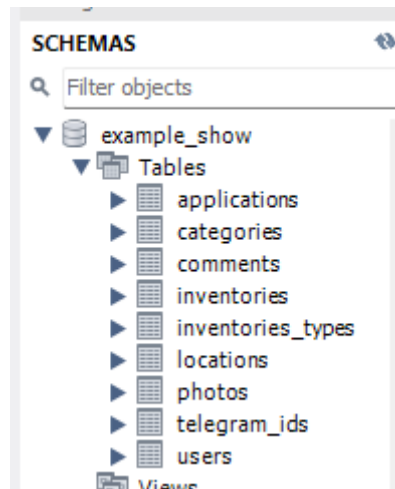 SCHEMAS
Filter objects
example_show
Tables
applications
categories
comments
inventories
inventories_types
locations
photos
telegram_ids
users
Views